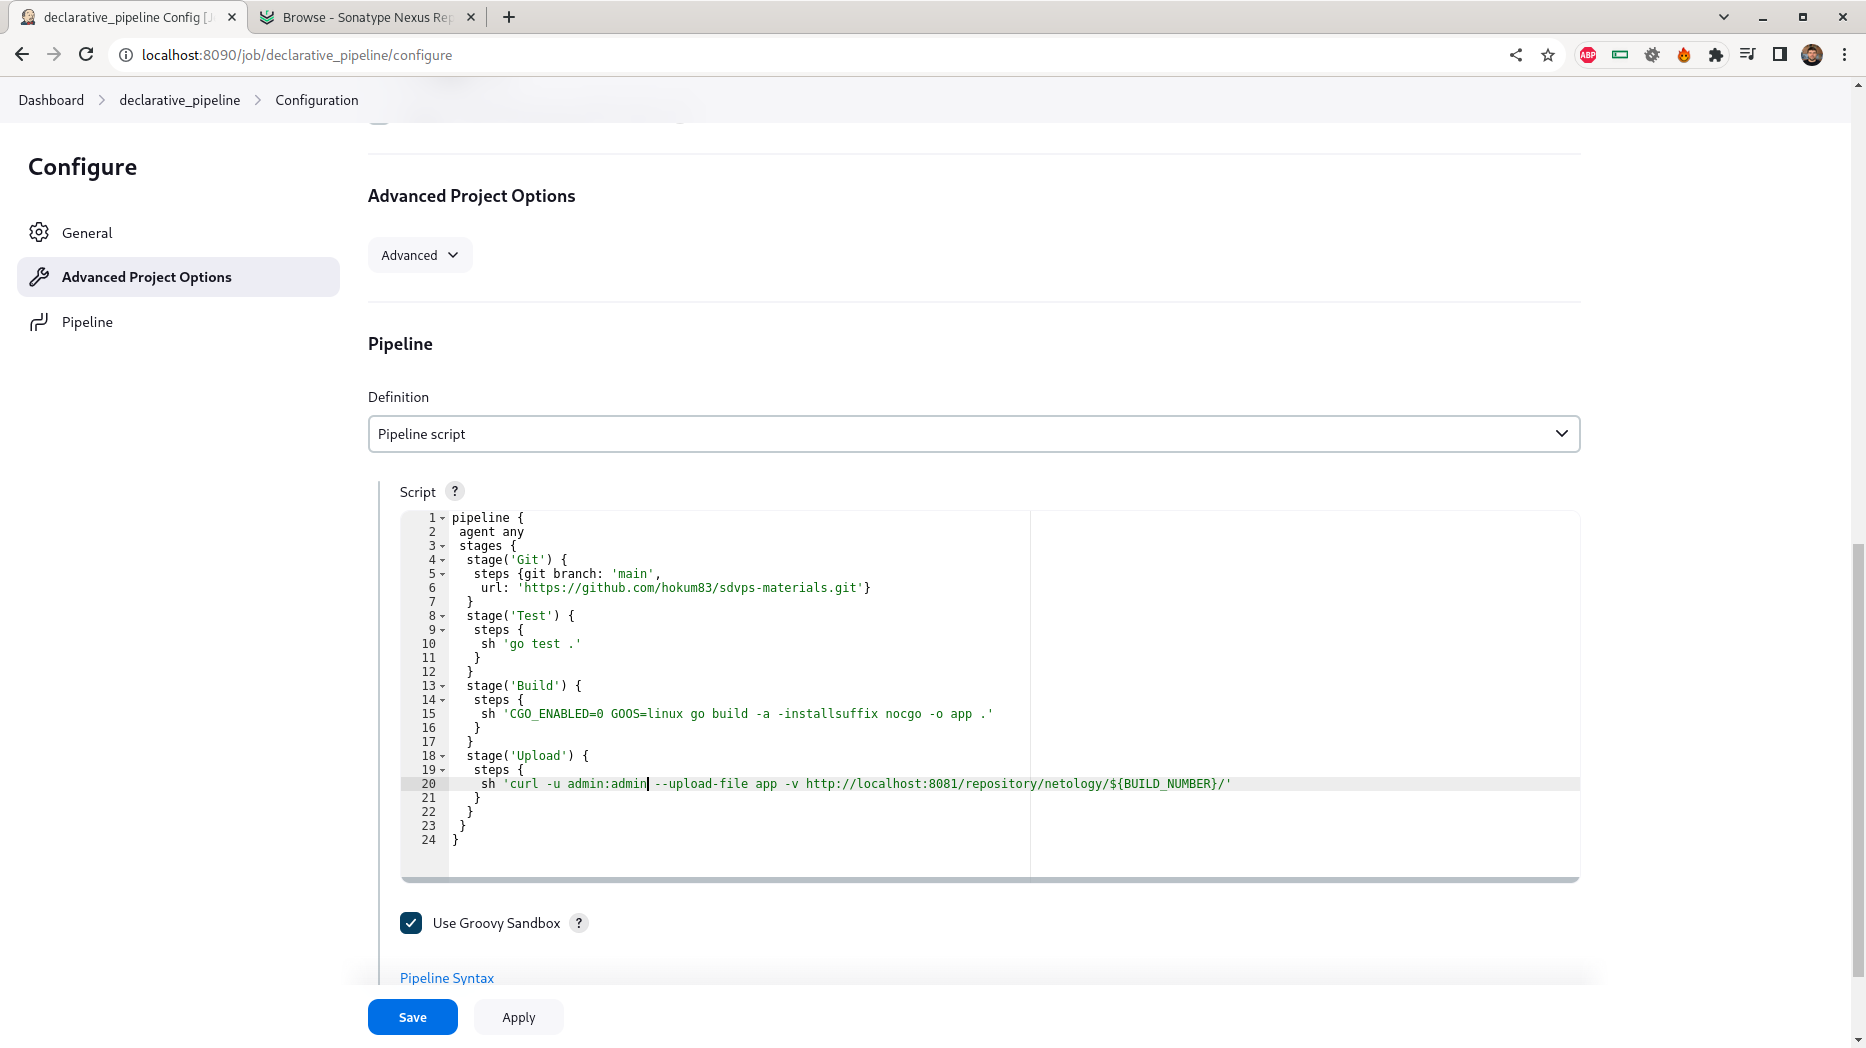 declarative_pipeline Config [J
Browse - Sonatype Nexus Rep
localhost:8090/job/declarative_pipeline/configure
ABP
Dashboard
declarative_pipeline
Configuration
Configure
General
Advanced Project Options
Pipeline
Advanced Project Options
Advanced
Pipeline
Definition
Pipeline script
Script ?
1 pipeline {
2 agent any
3 stages {
4 stage('Git') {
5 steps {git branch: 'main',
6 url: 'https://github.com/hokum83/sdvps-materials.git'}
7 }
8 stage('Test') {
9 steps {
10 sh 'go test .'
11 }
12 }
13 stage('Build') {
14 steps {
15 sh 'CGO_ENABLED=0 GOOS=linux go build -a -installsuffix nocgo -o app .'
16 }
17 }
18 stage('Upload') {
19 steps {
20 sh 'curl -u admin:admin --upload-file app -v http://localhost:8081/repository/netology/${BUILD_NUMBER}/'
21 }
22 }
23 }
24 }
Use Groovy Sandbox ?
Pipeline Syntax
Save
Apply